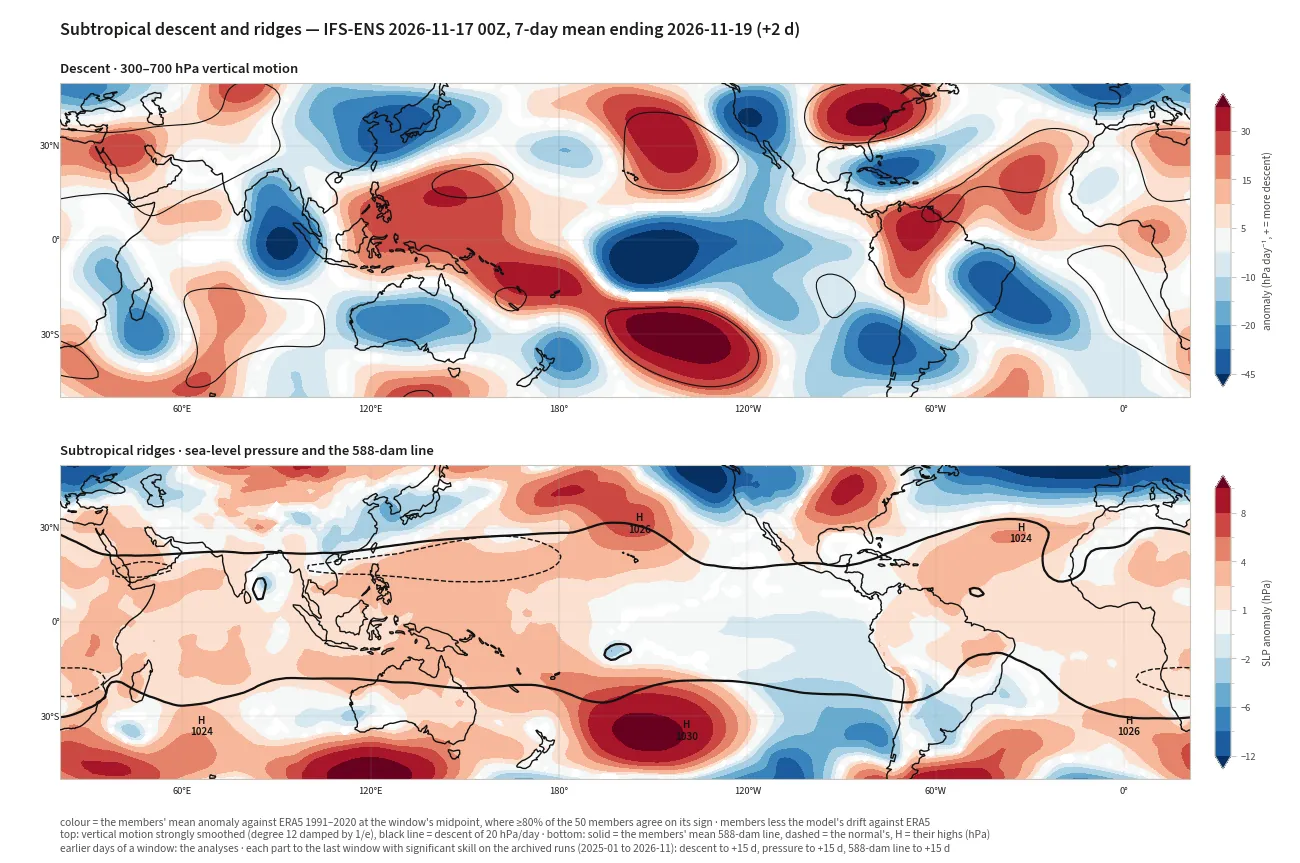 Subtropical descent and ridges — IFS-ENS 2026-11-17 00Z, 7-day mean ending 2026-11-19 (+2 d)
Descent · 300–700 hPa vertical motion
30°N
0°
30°S
60°E
120°E
180°
120°W
60°W
0°
30
15
5
−10
−20
−45
anomaly (hPa day⁻¹, + = more descent)
Subtropical ridges · sea-level pressure and the 588-dam line
30°N
0°
30°S
H
1026
H
1024
H
1024
H
1030
H
1026
60°E
120°E
180°
120°W
60°W
0°
8
4
1
−2
−6
−12
SLP anomaly (hPa)
colour = the members' mean anomaly against ERA5 1991–2020 at the window's midpoint, where ≥80% of the 50 members agree on its sign · members less the model's drift against ERA5
top: vertical motion strongly smoothed (degree 12 damped by 1/e), black line = descent of 20 hPa/day · bottom: solid = the members' mean 588-dam line, dashed = the normal's, H = their highs (hPa)
earlier days of a window: the analyses · each part to the last window with significant skill on the archived runs (2025-01 to 2026-11): descent to +15 d, pressure to +15 d, 588-dam line to +15 d